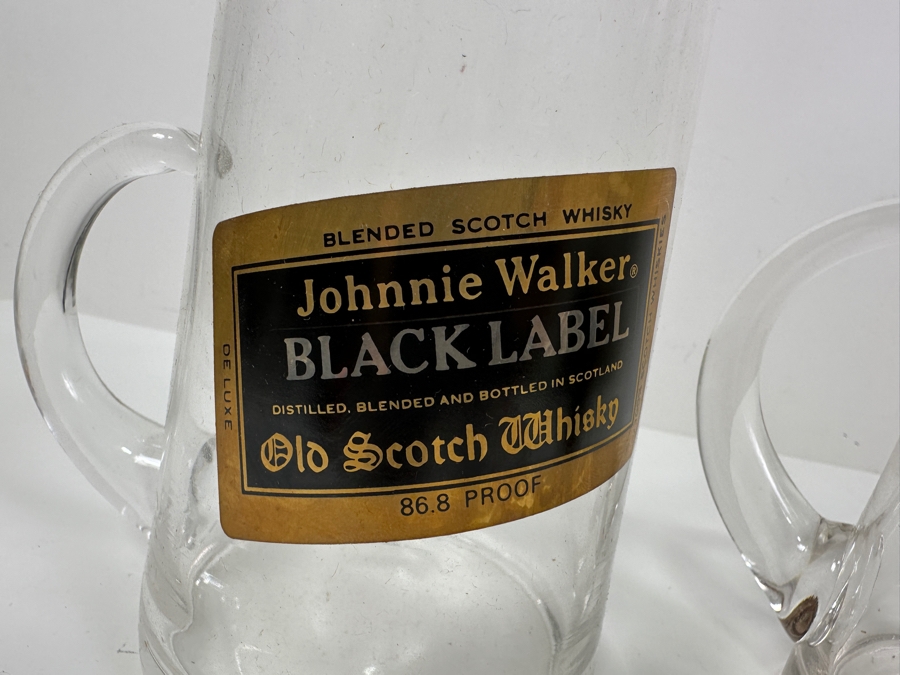 BLENDED SCOTCH WHISKY
Johnnie Walker®
BLACK LABEL
DISTILLED, BLENDED AND BOTTLED IN SCOTLAND
Old Scotch Whisky
86.8 PROOF
DE LUXE
WHISKIES